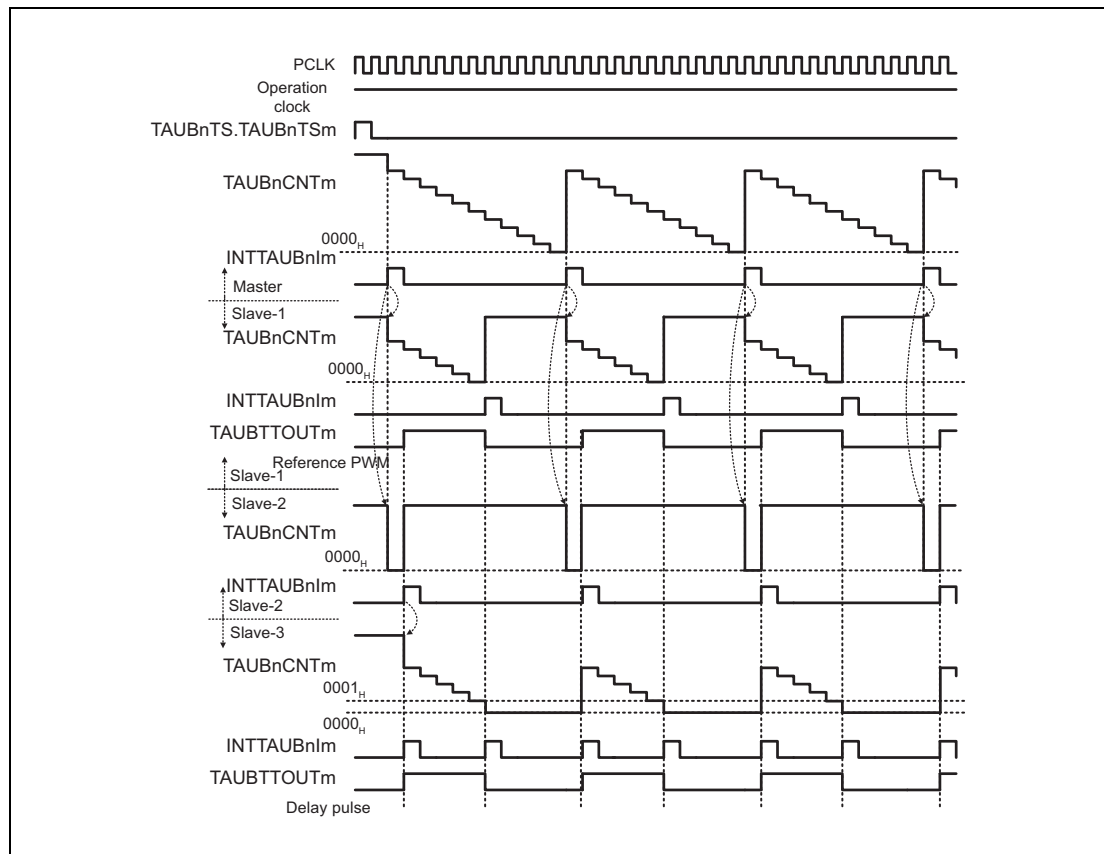 PCLK
Operation
clock
TAUBnTS.TAUBnTSm
TAUBnCNTm
0000H
INTTAUBnIm
Master
Slave-1
TAUBnCNTm
0000H
INTTAUBnIm
TAUBTTOUTm
Reference PWM
Slave-1
Slave-2
TAUBnCNTm
0000H
INTTAUBnIm
Slave-2
Slave-3
TAUBnCNTm
0001H
0000H
INTTAUBnIm
TAUBTTOUTm
Delay pulse